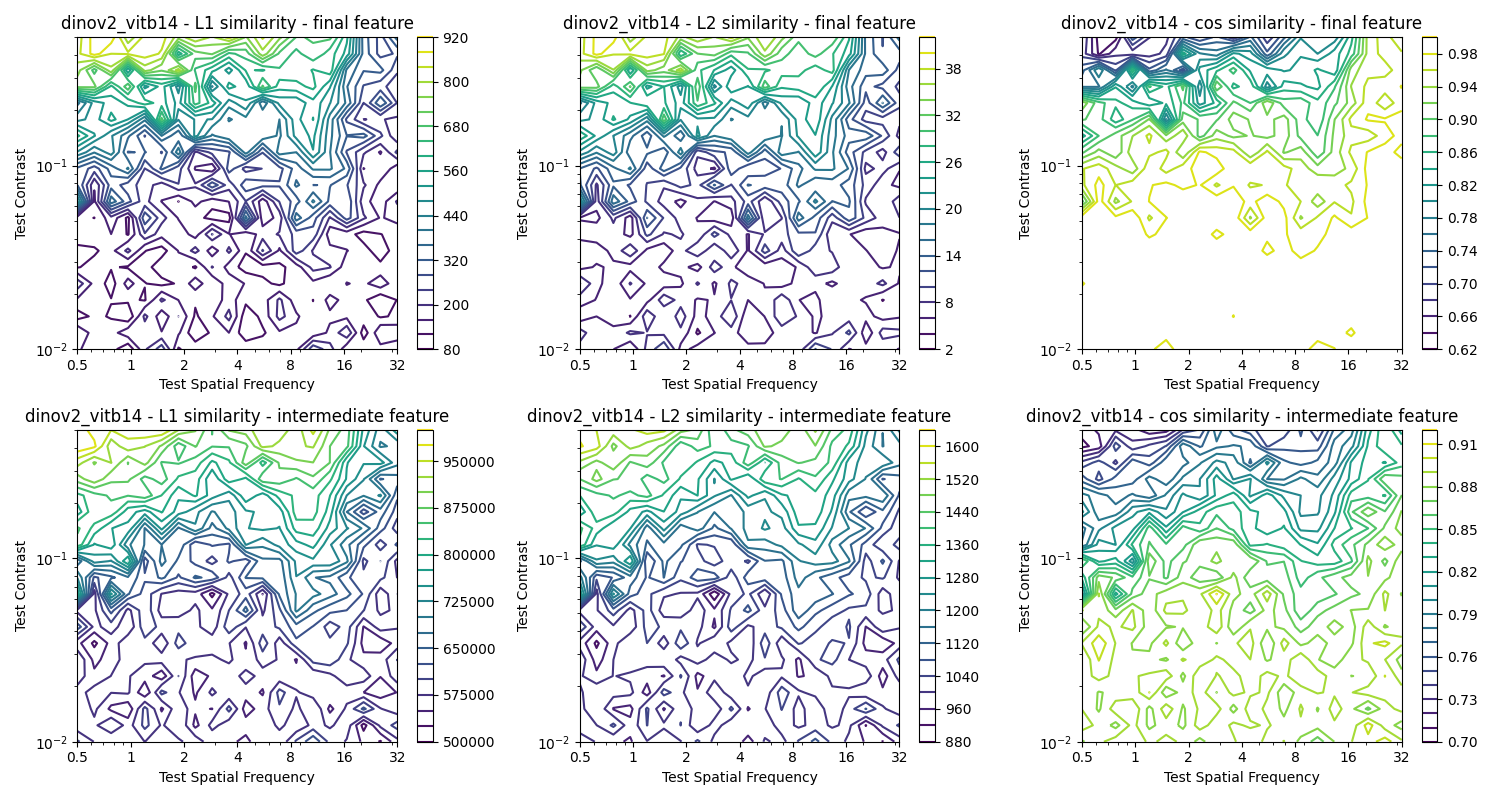 dinov2_vitb14 - L1 similarity - final feature
dinov2_vitb14 - L2 similarity - final feature
dinov2_vitb14 - cos similarity - final feature
Test Contrast
10⁻¹
10⁻²
0.5 1 2 4 8 16 32
Test Spatial Frequency
920
800
680
560
440
320
200
80
Test Contrast
10⁻¹
10⁻²
0.5 1 2 4 8 16 32
Test Spatial Frequency
38
32
26
20
14
8
2
Test Contrast
10⁻¹
10⁻²
0.5 1 2 4 8 16 32
Test Spatial Frequency
0.98
0.94
0.90
0.86
0.82
0.78
0.74
0.70
0.66
0.62
dinov2_vitb14 - L1 similarity - intermediate feature
dinov2_vitb14 - L2 similarity - intermediate feature
dinov2_vitb14 - cos similarity - intermediate feature
Test Contrast
10⁻¹
10⁻²
0.5 1 2 4 8 16 32
Test Spatial Frequency
950000
875000
800000
725000
650000
575000
500000
Test Contrast
10⁻¹
10⁻²
0.5 1 2 4 8 16 32
Test Spatial Frequency
1600
1520
1440
1360
1280
1200
1120
1040
960
880
Test Contrast
10⁻¹
10⁻²
0.5 1 2 4 8 16 32
Test Spatial Frequency
0.91
0.88
0.85
0.82
0.79
0.76
0.73
0.70